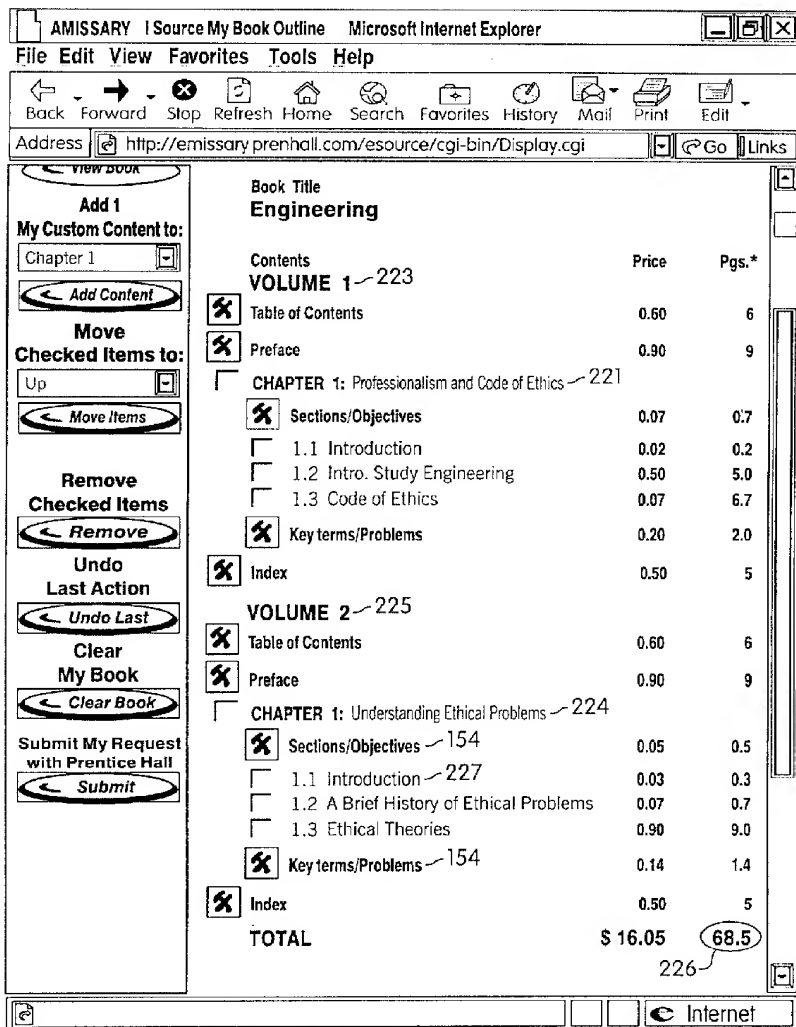 AMISSARY I Source My Book Outline Microsoft Internet Explorer
File Edit View Favorites Tools Help
Back Forward Stop Refresh Home Search Favorites History Mail Print Edit
Address http://emissary.prenhall.com/esource/cgi-bin/Display.cgi Go Links
View Book
Add 1
My Custom Content to:
Chapter 1
Add Content
Move
Checked Items to:
Up
Move Items
Remove
Checked Items
Remove
Undo
Last Action
Undo Last
Clear
My Book
Clear Book
Submit My Request
with Prentice Hall
Submit
Book Title
Engineering
Contents Price Pgs.*
VOLUME 1 223
Table of Contents 0.60 6
Preface 0.90 9
CHAPTER 1: Professionalism and Code of Ethics 221
Sections/Objectives 0.07 0.7
1.1 Introduction 0.02 0.2
1.2 Intro. Study Engineering 0.50 5.0
1.3 Code of Ethics 0.07 6.7
Key terms/Problems 0.20 2.0
Index 0.50 5
VOLUME 2 225
Table of Contents 0.60 6
Preface 0.90 9
CHAPTER 1: Understanding Ethical Problems 224
Sections/Objectives 154 0.05 0.5
1.1 Introduction 227 0.03 0.3
1.2 A Brief History of Ethical Problems 0.07 0.7
1.3 Ethical Theories 0.90 9.0
Key terms/Problems 154 0.14 1.4
Index 0.50 5
TOTAL $ 16.05 68.5
226
Internet